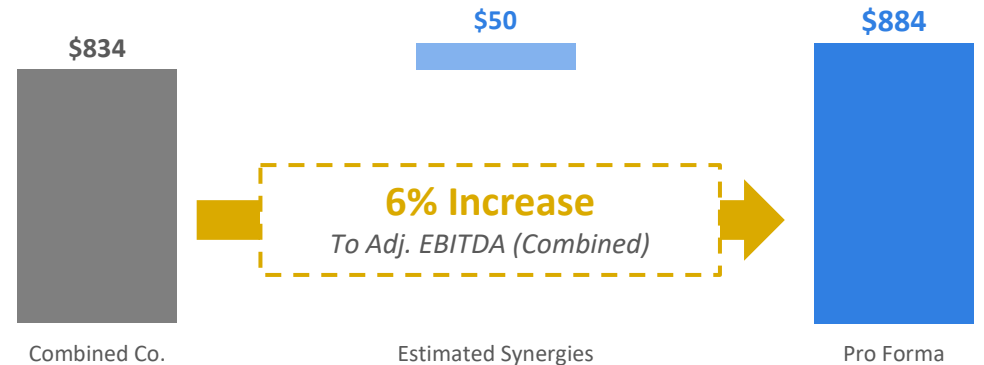 $834
$50
$884
6% Increase
To Adj. EBITDA (Combined)
Combined Co.
Estimated Synergies
Pro Forma